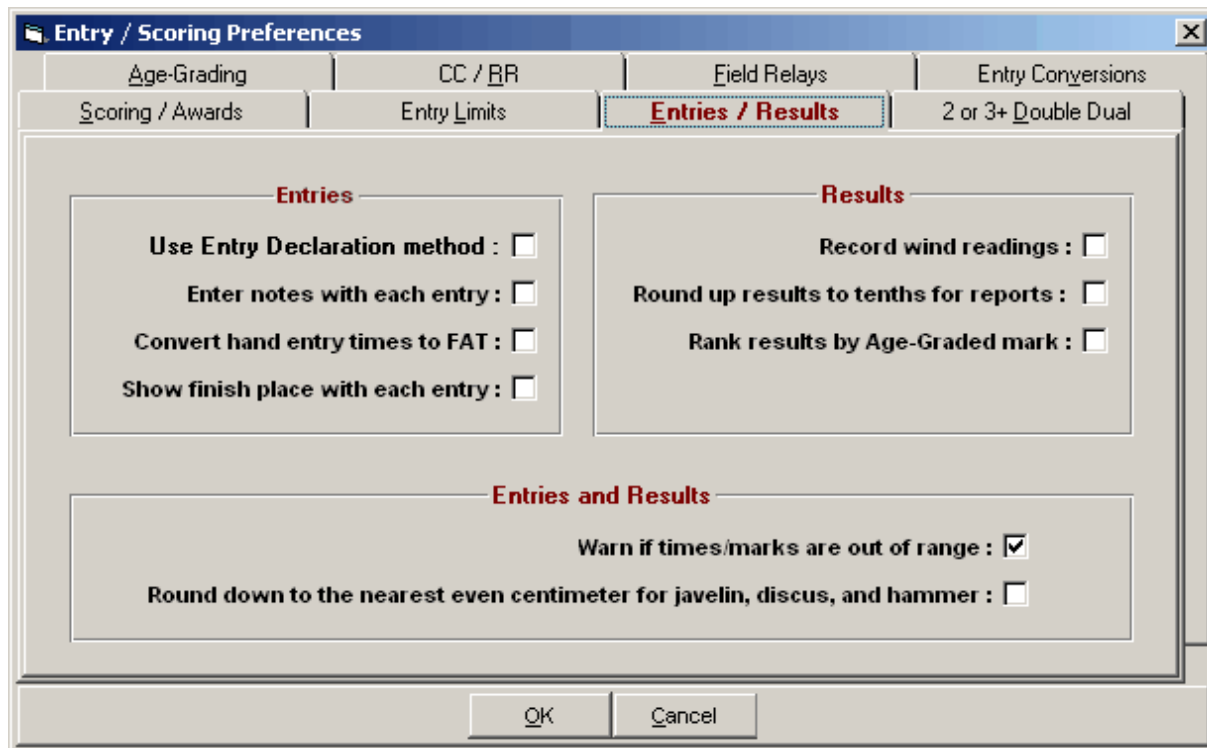 Entry / Scoring Preferences
Age-Grading
CC / RR
Field Relays
Entry Conversions
Scoring / Awards
Entry Limits
Entries / Results
2 or 3+ Double Dual
Entries
Use Entry Declaration method :
Enter notes with each entry :
Convert hand entry times to FAT :
Show finish place with each entry :
Results
Record wind readings :
Round up results to tenths for reports :
Rank results by Age-Graded mark :
Entries and Results
Warn if times/marks are out of range :
Round down to the nearest even centimeter for javelin, discus, and hammer :
OK
Cancel